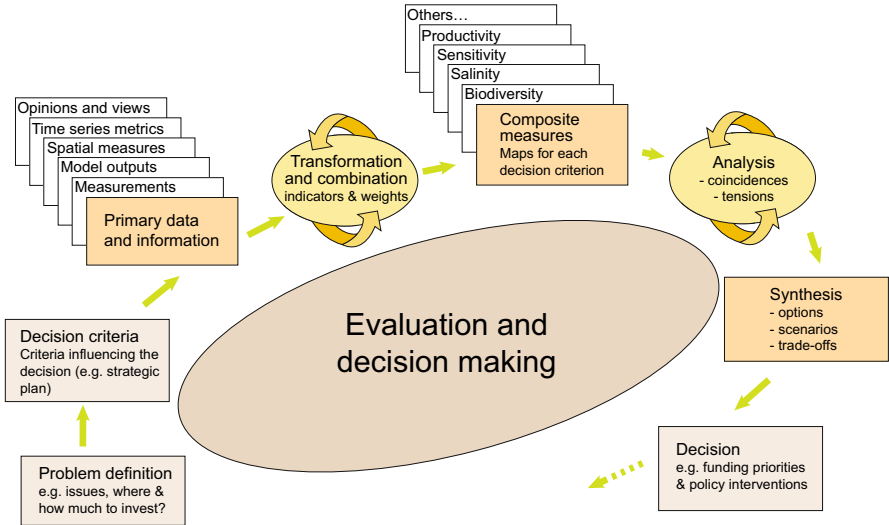 Others…
Productivity
Sensitivity
Salinity
Biodiversity
Composite
measures
Maps for each
decision criterion
Opinions and views
Time series metrics
Spatial measures
Model outputs
Measurements
Primary data
and information
Transformation
and combination
indicators & weights
Analysis
- coincidences
- tensions
Synthesis
- options
- scenarios
- trade-offs
Evaluation and
decision making
Decision criteria
Criteria influencing the
decision (e.g. strategic
plan)
Problem definition
e.g. issues, where &
how much to invest?
Decision
e.g. funding priorities
& policy interventions